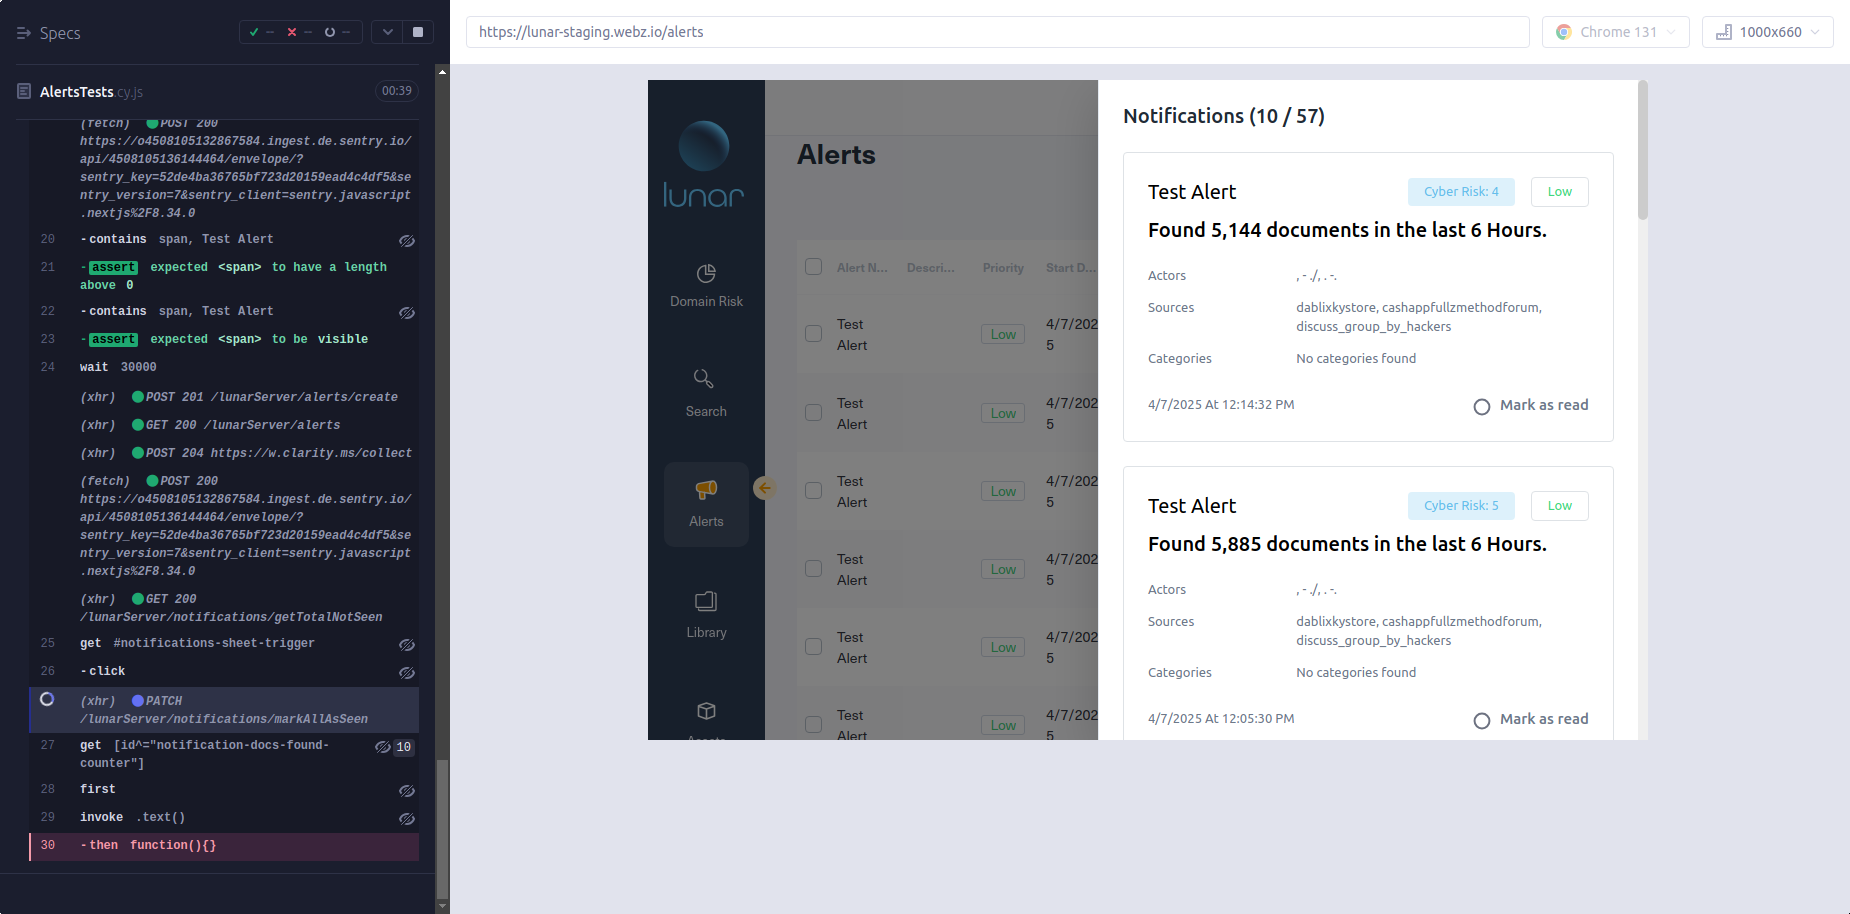 Specs
--
--
--
AlertsTests.cy.js
00:39
(fetch) POST 200
https://o4508105132867584.ingest.de.sentry.io/
api/4508105136144464/envelope/?
sentry_key=52de4ba36765bf723d20159ead4c4df5&se
ntry_version=7&sentry_client=sentry.javascript
.nextjs%2F8.34.0
20 -contains span, Test Alert
21 -assert expected <span> to have a length
above 0
22 -contains span, Test Alert
23 -assert expected <span> to be visible
24 wait 30000
(xhr) POST 201 /lunarServer/alerts/create
(xhr) GET 200 /lunarServer/alerts
(xhr) POST 204 https://w.clarity.ms/collect
(fetch) POST 200
https://o4508105132867584.ingest.de.sentry.io/
api/4508105136144464/envelope/?
sentry_key=52de4ba36765bf723d20159ead4c4df5&se
ntry_version=7&sentry_client=sentry.javascript
.nextjs%2F8.34.0
(xhr) GET 200
/lunarServer/notifications/getTotalNotSeen
25 get #notifications-sheet-trigger
26 -click
(xhr) PATCH
/lunarServer/notifications/markAllAsSeen
27 get [id^="notification-docs-found-
counter"]
10
28 first
29 invoke .text()
30 -then function(){}
https://lunar-staging.webz.io/alerts
Chrome 131
1000x660
lunar
Domain Risk
Search
Alerts
Library
Assets
Alerts
Alert N... Descri... Priority Start D...
Test
Alert
Low
4/7/202
5
Test
Alert
Low
4/7/202
5
Test
Alert
Low
4/7/202
5
Test
Alert
Low
4/7/202
5
Test
Alert
Low
4/7/202
5
Test
Alert
Low
4/7/202
5
Notifications (10 / 57)
Test Alert
Cyber Risk: 4
Low
Found 5,144 documents in the last 6 Hours.
Actors , - ./, . -.
Sources dablixkystore, cashappfullzmethodforum,
discuss_group_by_hackers
Categories No categories found
4/7/2025 At 12:14:32 PM
Mark as read
Test Alert
Cyber Risk: 5
Low
Found 5,885 documents in the last 6 Hours.
Actors , - ./, . -.
Sources dablixkystore, cashappfullzmethodforum,
discuss_group_by_hackers
Categories No categories found
4/7/2025 At 12:05:30 PM
Mark as read